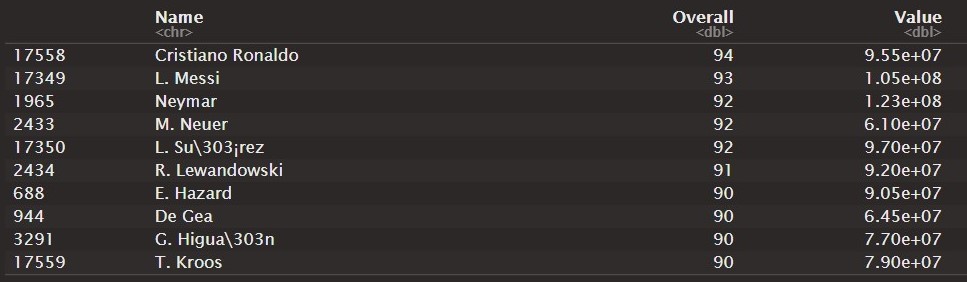 Name Overall Value
<chr> <dbl> <dbl>
17558 Cristiano Ronaldo 94 9.55e+07
17349 L. Messi 93 1.05e+08
1965 Neymar 92 1.23e+08
2433 M. Neuer 92 6.10e+07
17350 L. Su\303¡rez 92 9.70e+07
2434 R. Lewandowski 91 9.20e+07
688 E. Hazard 90 9.05e+07
944 De Gea 90 6.45e+07
3291 G. Higua\303n 90 7.70e+07
17559 T. Kroos 90 7.90e+07